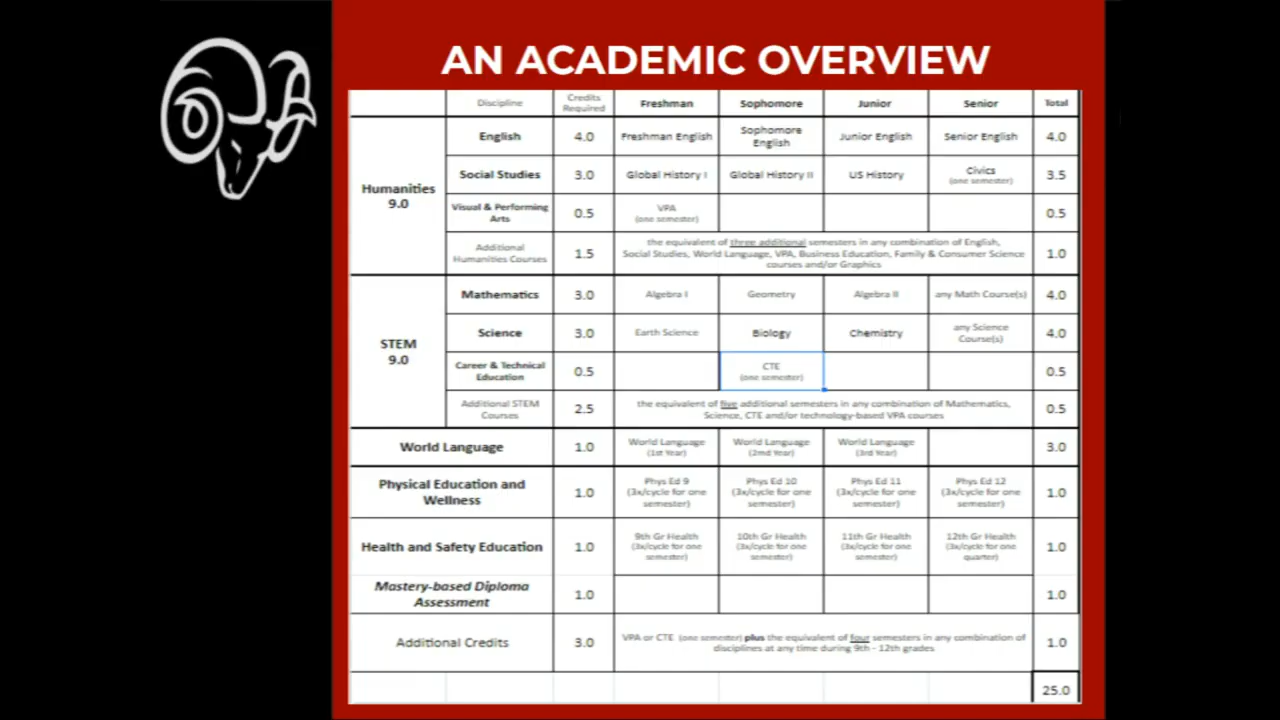 AN ACADEMIC OVERVIEW
Discipline
Credits
Required
Freshman
Sophomore
Junior
Senior
Total
Humanities
9.0
English
4.0
Freshman English
Sophomore
English
Junior English
Senior English
4.0
Social Studies
3.0
Global History I
Global History II
US History
Civics
(one semester)
3.5
Visual & Performing
Arts
0.5
VPA
(one semester)
0.5
Additional
Humanities Courses
1.5
the equivalent of three additional semesters in any combination of English,
Social Studies, World Language, VPA, Business Education, Family & Consumer Science
courses and/or Graphics
1.0
STEM
9.0
Mathematics
3.0
Algebra I
Geometry
Algebra II
any Math Course(s)
4.0
Science
3.0
Earth Science
Biology
Chemistry
any Science
Course(s)
4.0
Career & Technical
Education
0.5
CTE
(one semester)
0.5
Additional STEM
Courses
2.5
the equivalent of five additional semesters in any combination of Mathematics,
Science, CTE and/or technology-based VPA courses
0.5
World Language
1.0
World Language
(1st Year)
World Language
(2nd Year)
World Language
(3rd Year)
3.0
Physical Education and
Wellness
1.0
Phys Ed 9
(3x/cycle for one
semester)
Phys Ed 10
(3x/cycle for one
semester)
Phys Ed 11
(3x/cycle for one
semester)
Phys Ed 12
(3x/cycle for one
semester)
1.0
Health and Safety Education
1.0
9th Gr Health
(3x/cycle for one
semester)
10th Gr Health
(3x/cycle for one
semester)
11th Gr Health
(3x/cycle for one
semester)
12th Gr Health
(3x/cycle for one
quarter)
1.0
Mastery-based Diploma
Assessment
1.0
1.0
Additional Credits
3.0
VPA or CTE (one semester) plus the equivalent of four semesters in any combination of
disciplines at any time during 9th - 12th grades
1.0
25.0